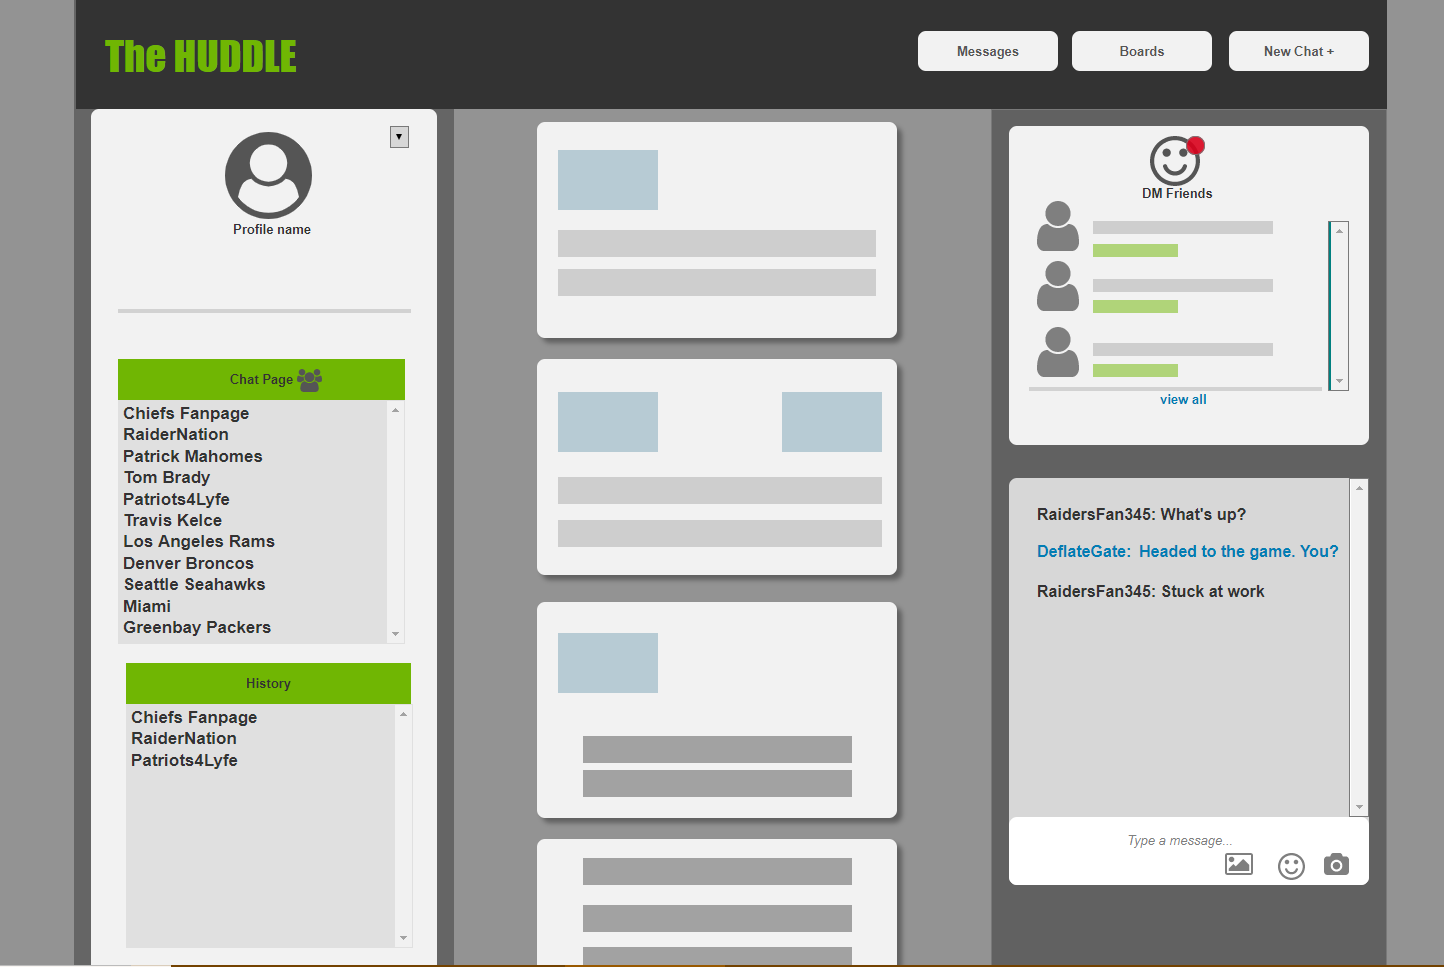 The HUDDLE
Messages
Boards
New Chat +
Profile name
Chat Page
Chiefs Fanpage
RaiderNation
Patrick Mahomes
Tom Brady
Patriots4Lyfe
Travis Kelce
Los Angeles Rams
Denver Broncos
Seattle Seahawks
Miami
Greenbay Packers
History
Chiefs Fanpage
RaiderNation
Patriots4Lyfe
DM Friends
view all
RaidersFan345: What's up?
DeflateGate:  Headed to the game. You?
RaidersFan345: Stuck at work
Type a message...